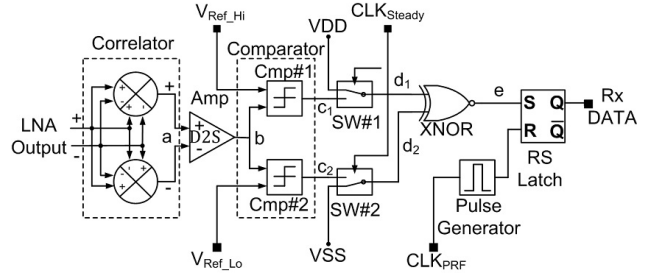 V_Ref_Hi
VDD
CLK_Steady
Correlator
Comparator
Cmp#1
d₁
Amp
c₁
SW#1
e
S Q
Rx
DATA
LNA
Output
+
-
+
-
a
+
D2S
-
b
XNOR
R Q̅
d₂
RS
Latch
c₂
Cmp#2
SW#2
Pulse
Generator
V_Ref_Lo
VSS
CLK_PRF